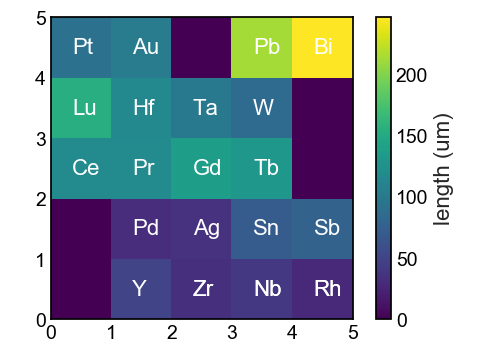 5
Pt Au Pb Bi
4
Lu Hf Ta W
3
Ce Pr Gd Tb
2
Pd Ag Sn Sb
1
Y Zr Nb Rh
0
0 1 2 3 4 5
200
150
100
50
0
length (um)